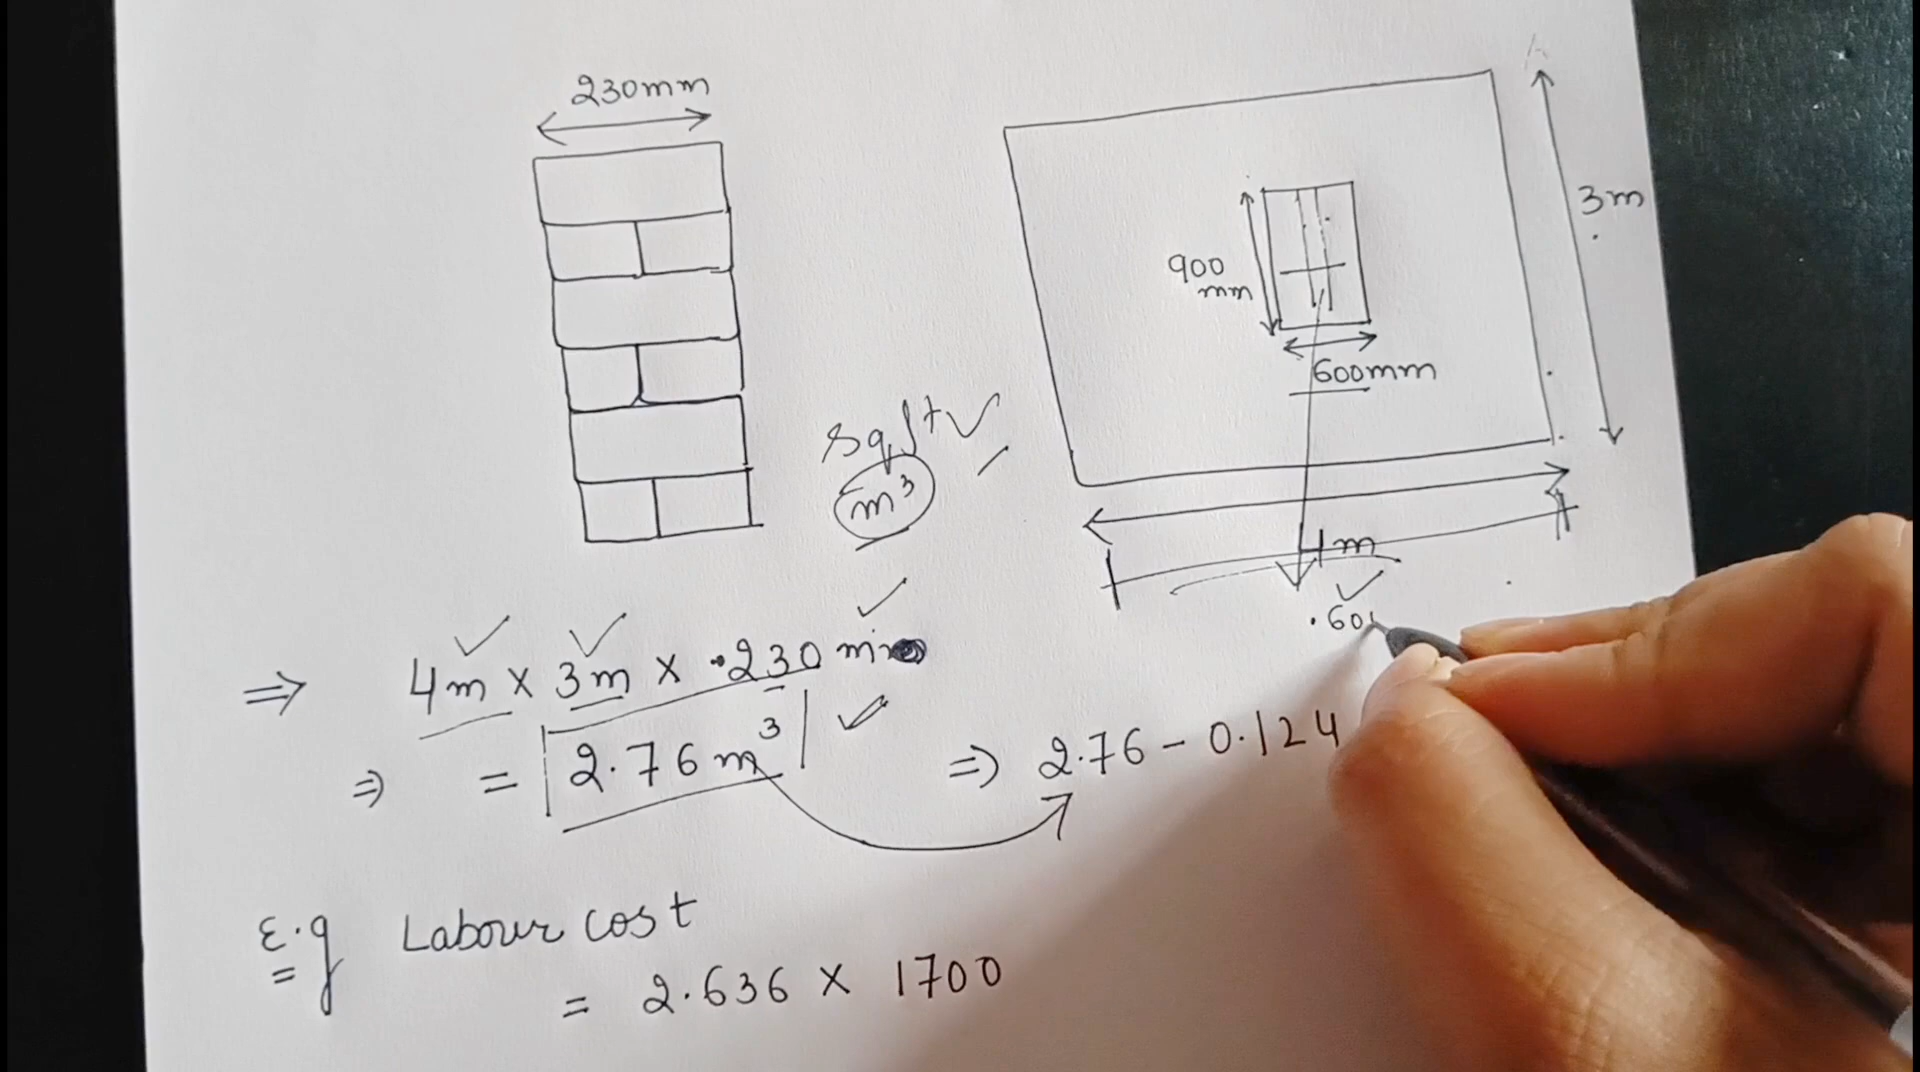 230mm
3m
900
mm
600mm
Sqft
m³
4m
.60
4m x 3m x .230 m
⇒ = 2.76 m³
⇒ 2.76 - 0.124
E.g Labour cost
= 2.636 x 1700